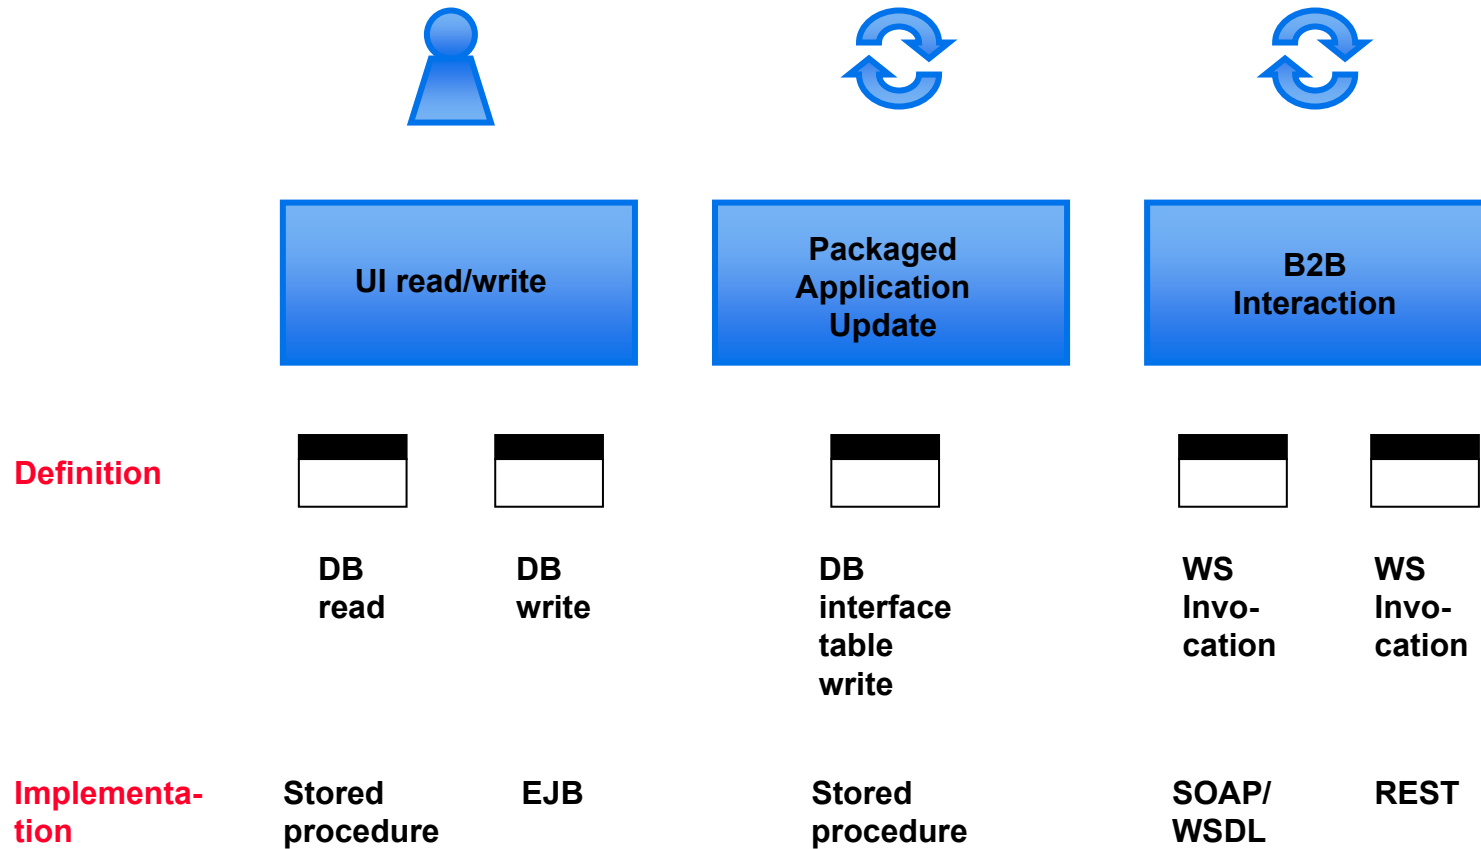 UI read/write
Packaged
Application
Update
B2B
Interaction
Definition
DB
read
DB
write
DB
interface
table
write
WS
Invo-
cation
WS
Invo-
cation
Implementa-
tion
Stored
procedure
EJB
Stored
procedure
SOAP/
WSDL
REST